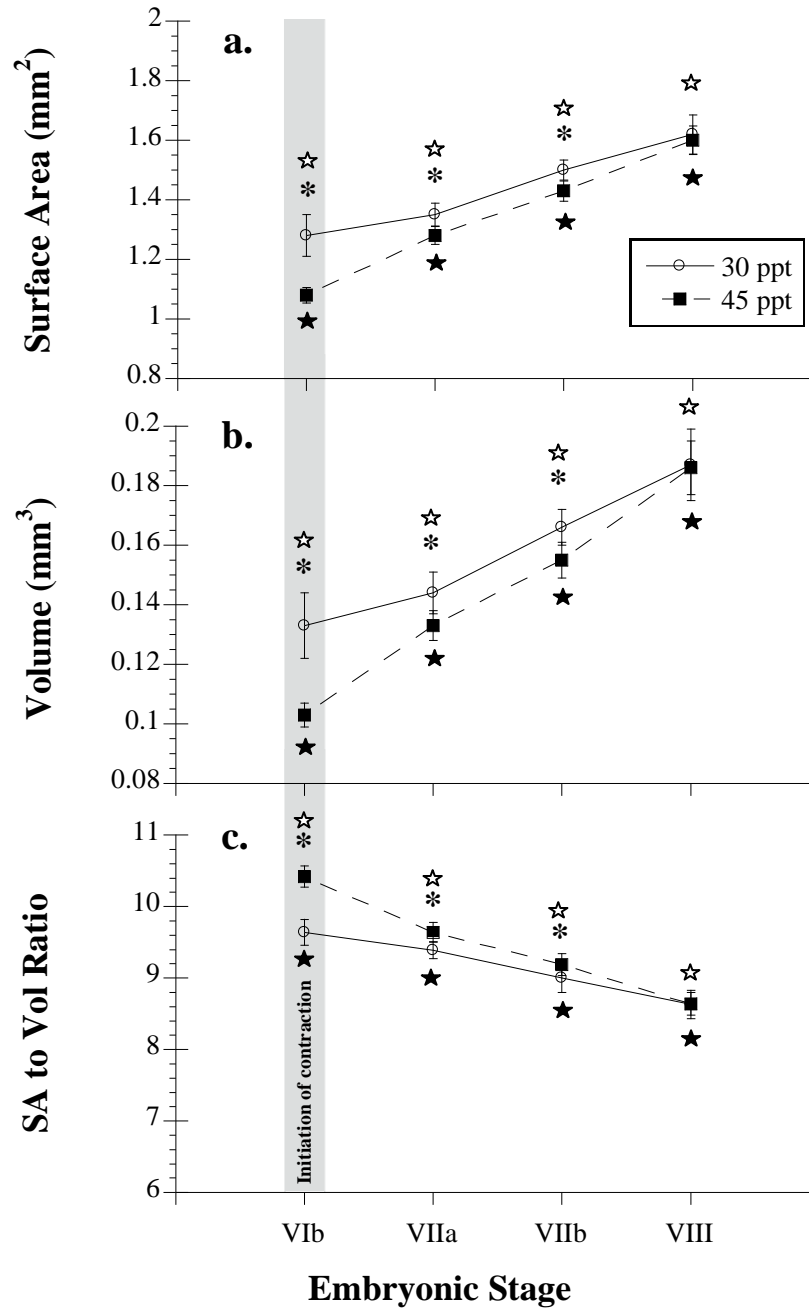 a.
Surface Area (mm²)
2
1.8
1.6
1.4
1.2
1
0.8
30 ppt
45 ppt
b.
Volume (mm³)
0.2
0.18
0.16
0.14
0.12
0.1
0.08
c.
SA to Vol Ratio
11
10
9
8
7
6
Initiation of contraction
VIb VIIa VIIb VIII
Embryonic Stage